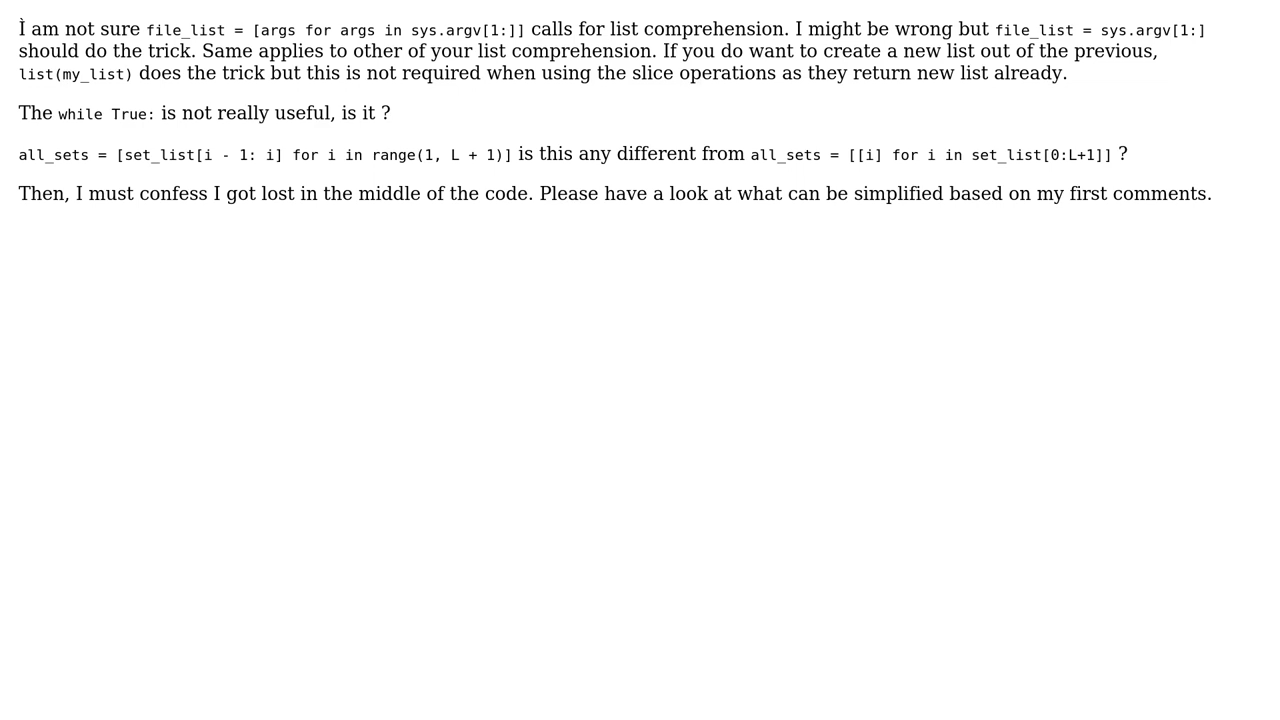 Ì am not sure file_list = [args for args in sys.argv[1:]] calls for list comprehension. I might be wrong but file_list = sys.argv[1:]
should do the trick. Same applies to other of your list comprehension. If you do want to create a new list out of the previous,
list(my_list) does the trick but this is not required when using the slice operations as they return new list already.
The while True: is not really useful, is it ?
all_sets = [set_list[i - 1: i] for i in range(1, L + 1)] is this any different from all_sets = [[i] for i in set_list[0:L+1]] ?
Then, I must confess I got lost in the middle of the code. Please have a look at what can be simplified based on my first comments.